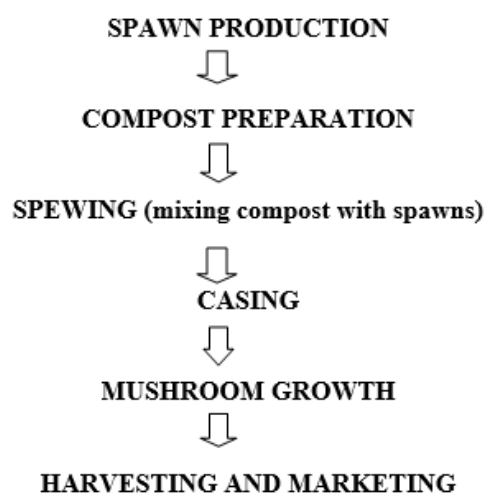 SPAWN PRODUCTION
COMPOST PREPARATION
SPEWING (mixing compost with spawns)
CASING
MUSHROOM GROWTH
HARVESTING AND MARKETING